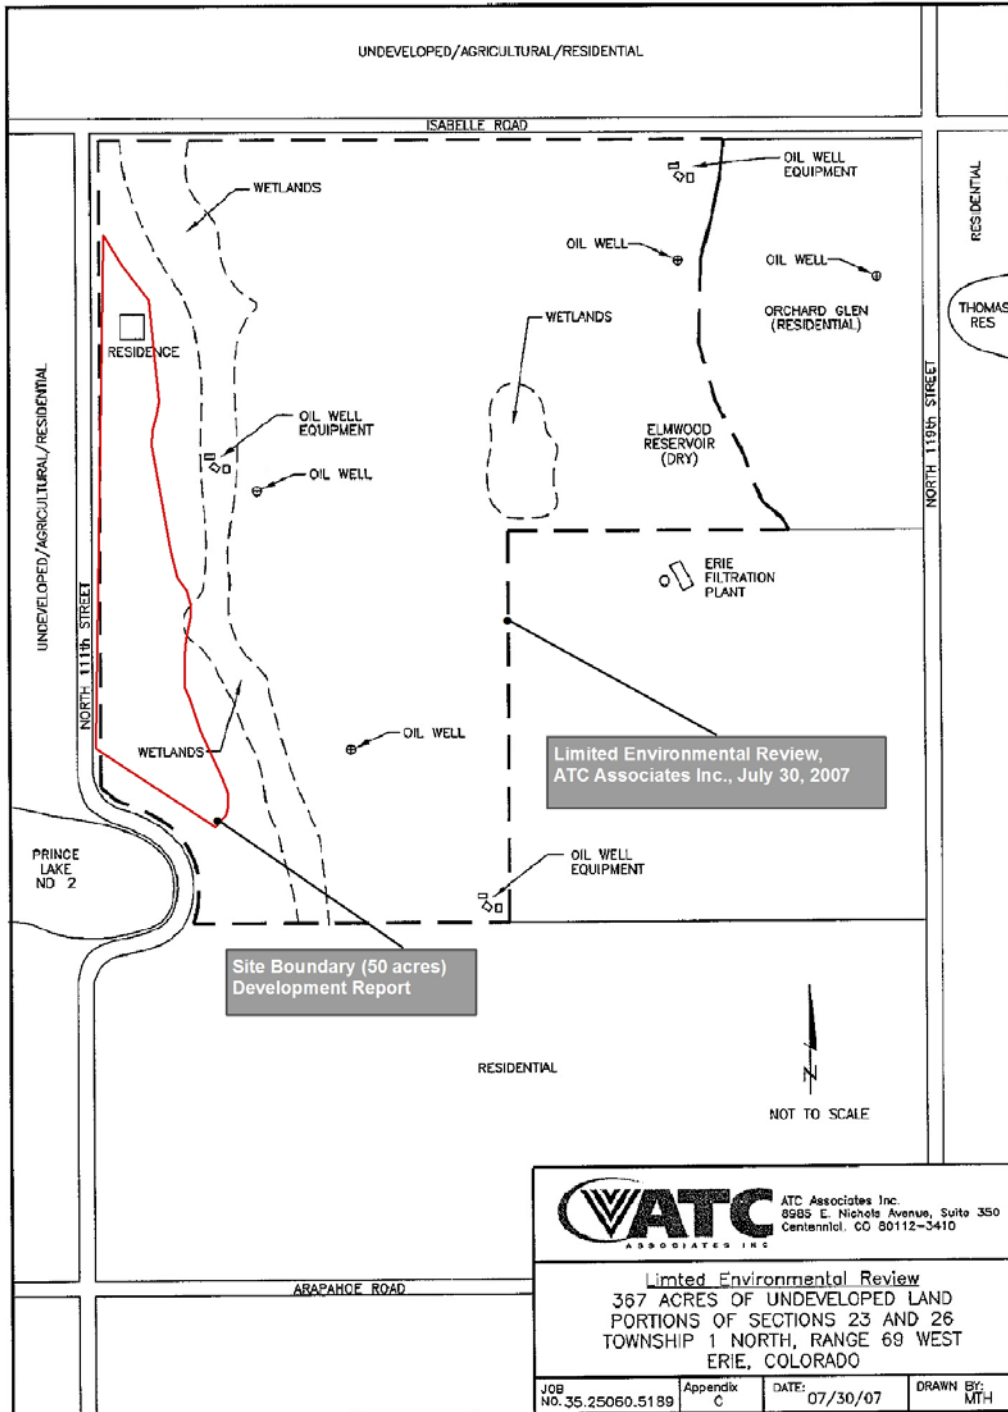 UNDEVELOPED/AGRICULTURAL/RESIDENTIAL
ISABELLE ROAD
WETLANDS
OIL WELL
EQUIPMENT
RESIDENTIAL
OIL WELL
OIL WELL
THOMAS
RES
ORCHARD GLEN
(RESIDENTIAL)
WETLANDS
RESIDENCE
UNDEVELOPED/AGRICULTURAL/RESIDENTIAL
NORTH 119th STREET
OIL WELL
EQUIPMENT
ELMWOOD
RESERVOIR
(DRY)
OIL WELL
ERIE
FILTRATION
PLANT
NORTH 111th STREET
OIL WELL
WETLANDS
Limited Environmental Review,
ATC Associates Inc., July 30, 2007
PRINCE
LAKE
NO 2
OIL WELL
EQUIPMENT
Site Boundary (50 acres)
Development Report
RESIDENTIAL
N
NOT TO SCALE
ARAPAHOE ROAD
ATC
ASSOCIATES INC
ATC Associates Inc.
8985 E. Nichols Avenue, Suite 350
Centennial, CO 80112-3410
Limted Environmental Review
367 ACRES OF UNDEVELOPED LAND
PORTIONS OF SECTIONS 23 AND 26
TOWNSHIP 1 NORTH, RANGE 69 WEST
ERIE, COLORADO
JOB
NO. 35.25060.5189
Appendix
C
DATE:
07/30/07
DRAWN BY:
MTH